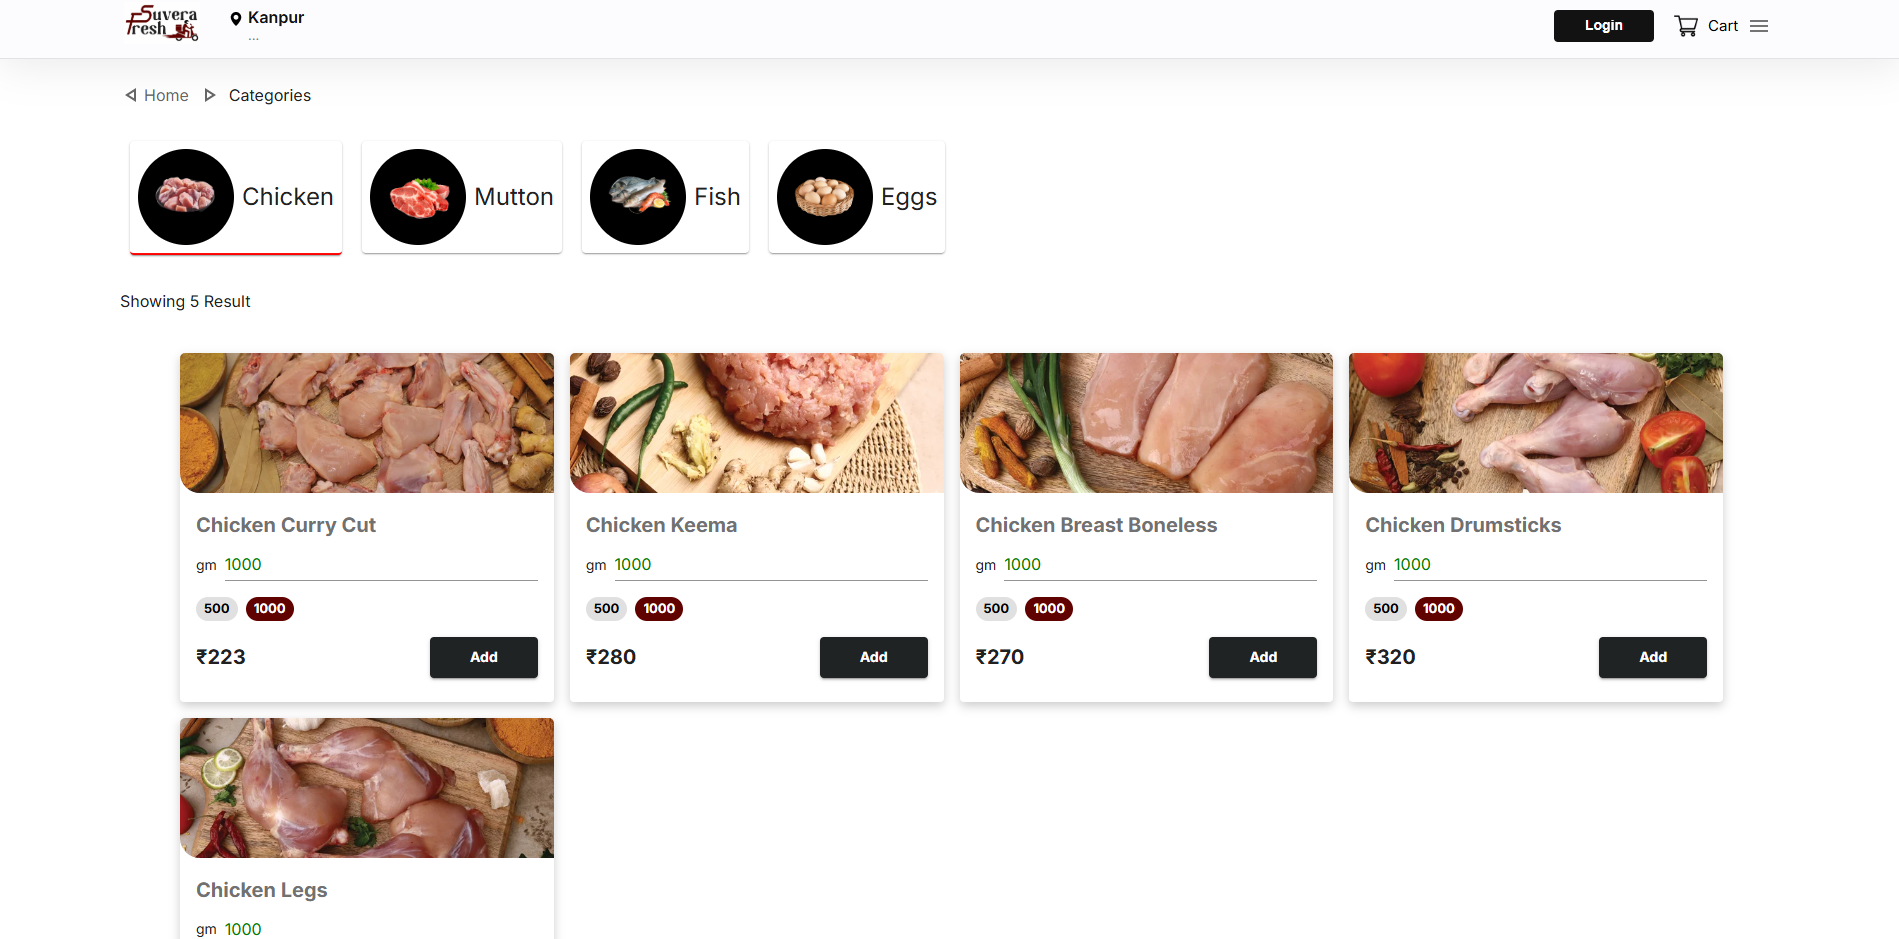 Suvera
Fresh
Kanpur
...
Login
Cart
Home
Categories
Chicken
Mutton
Fish
Eggs
Showing 5 Result
Chicken Curry Cut
gm 1000
500 1000
₹223
Add
Chicken Keema
gm 1000
500 1000
₹280
Add
Chicken Breast Boneless
gm 1000
500 1000
₹270
Add
Chicken Drumsticks
gm 1000
500 1000
₹320
Add
Chicken Legs
gm 1000